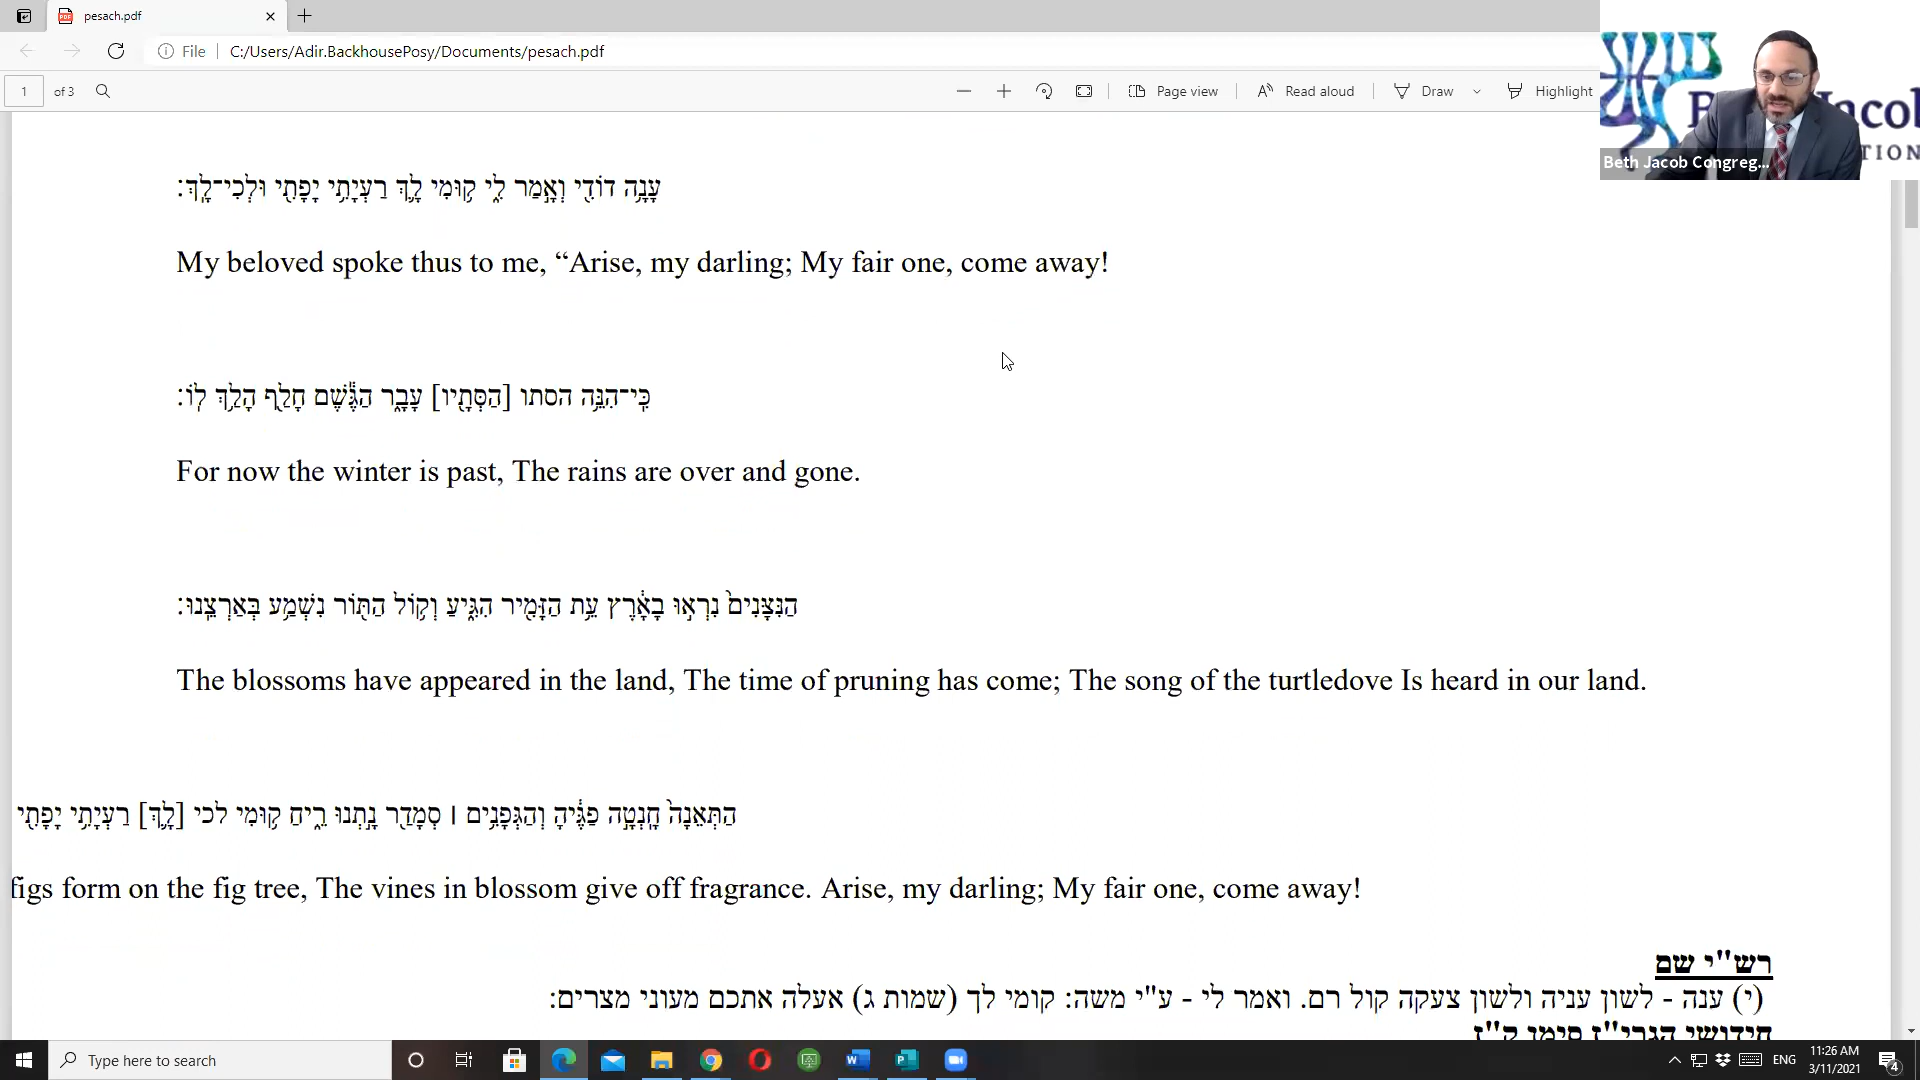 pesach.pdf
File C:/Users/Adir.BackhousePosy/Documents/pesach.pdf
1 of 3 Page view Read aloud Draw Highlight
Beth Jacob Congreg...
עָנָ֥ה דוֹדִ֖י וְאָ֣מַר לִ֑י ק֥וּמִי לָ֛ךְ רַעְיָתִ֥י יָפָתִ֖י וּלְכִי־לָֽךְ׃
My beloved spoke thus to me, “Arise, my darling; My fair one, come away!
כִּֽי־הִנֵּ֥ה הסתו [הַסְּתָ֖יו] עָבָ֑ר הַגֶּ֕שֶׁם חָלַ֖ף הָלַ֥ךְ לֽוֹ׃
For now the winter is past, The rains are over and gone.
הַנִּצָּנִים֙ נִרְא֣וּ בָאָ֔רֶץ עֵ֥ת הַזָּמִ֖יר הִגִּ֑יעַ וְק֥וֹל הַתּ֖וֹר נִשְׁמַ֥ע בְּאַרְצֵֽנוּ׃
The blossoms have appeared in the land, The time of pruning has come; The song of the turtledove Is heard in our land.
הַתְּאֵנָה֙ חָֽנְטָ֣ה פַגֶּ֔יהָ וְהַגְּפָנִ֥ים ׀ סְמָדַ֖ר נָ֣תְנוּ רֵ֑יחַ ק֥וּמִי לכי [לָ֛ךְ] רַעְיָתִ֥י יָפָתִ֖י
figs form on the fig tree, The vines in blossom give off fragrance. Arise, my darling; My fair one, come away!
רש"י שם
(י) ענה - לשון עניה ולשון צעקה קול רם. ואמר לי - ע"י משה: קומי לך (שמות ג) אעלה אתכם מעוני מצרים:
חידושי הגרי"ז סימן ק"ז
Type here to search
ENG
11:26 AM
3/11/2021
4